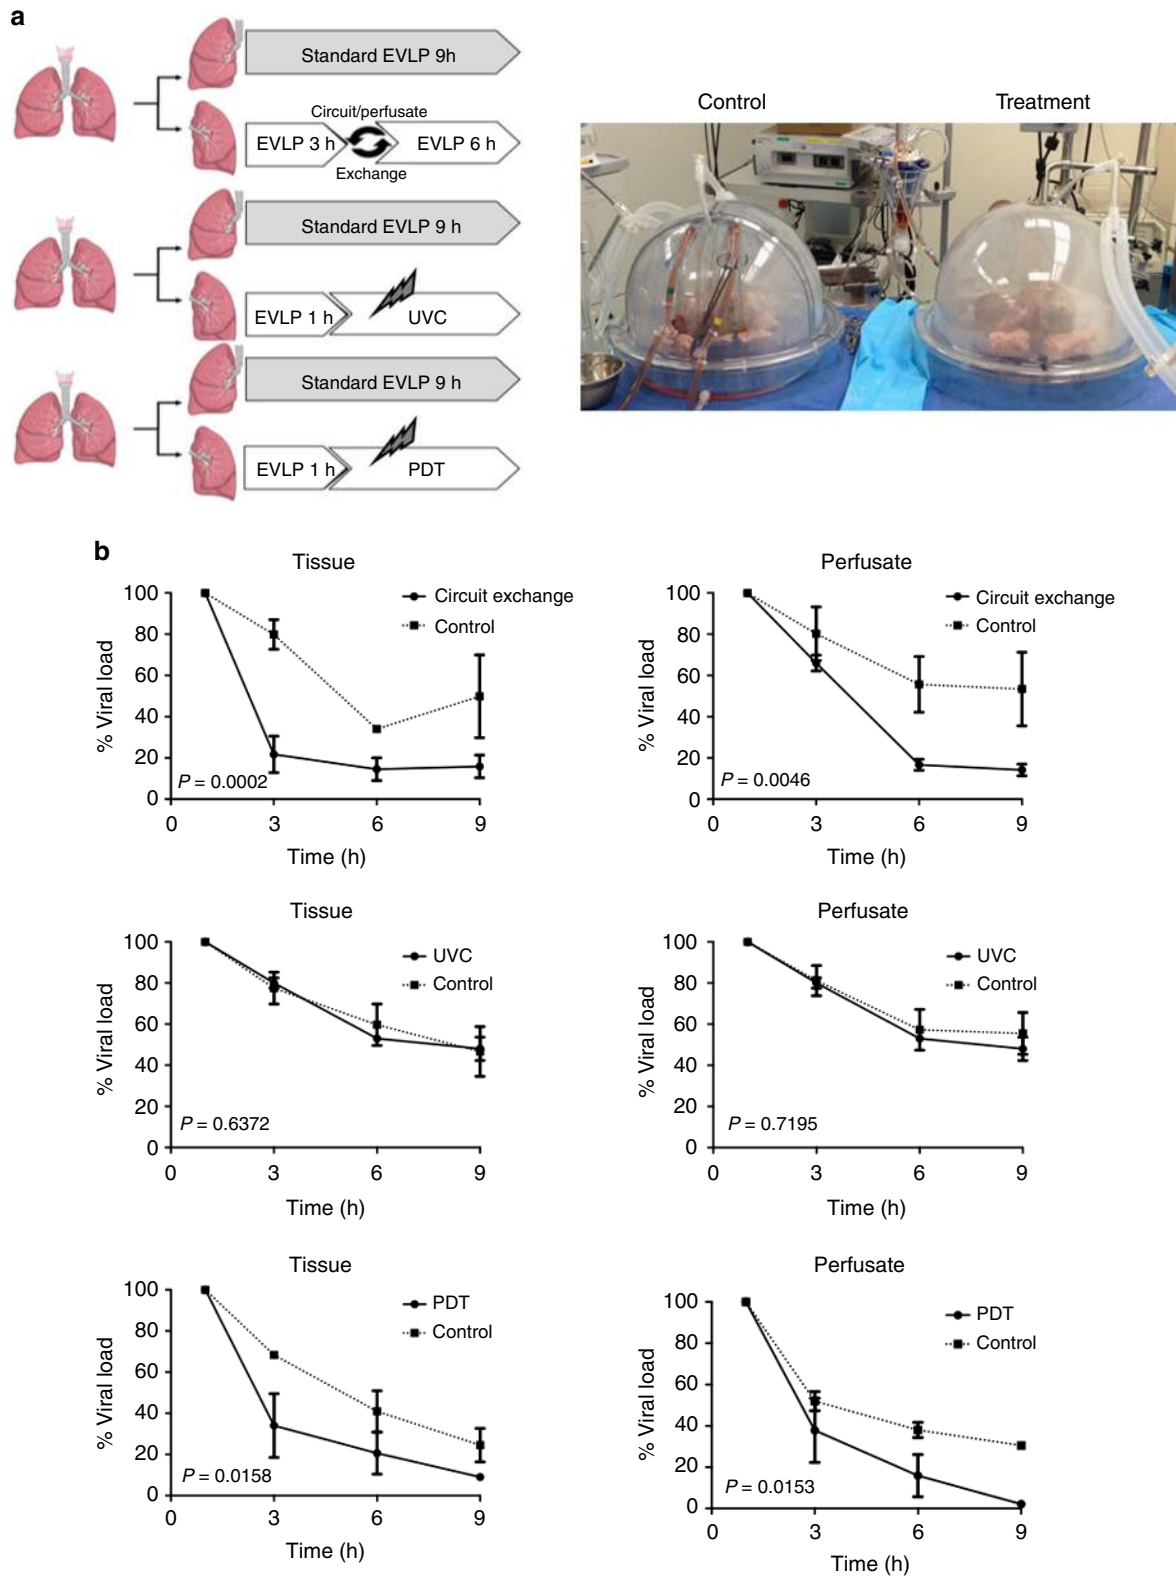 a
Standard EVLP 9h
Circuit/perfusate
EVLP 3 h
EVLP 6 h
Exchange
Standard EVLP 9 h
EVLP 1 h
UVC
Standard EVLP 9 h
EVLP 1 h
PDT
Control
Treatment
b
Tissue
100
80
60
40
20
0
% Viral load
Circuit exchange
Control
P = 0.0002
0 3 6 9
Time (h)
Perfusate
100
80
60
40
20
0
% Viral load
Circuit exchange
Control
P = 0.0046
0 3 6 9
Time (h)
Tissue
100
80
60
40
20
0
% Viral load
UVC
Control
P = 0.6372
0 3 6 9
Time (h)
Perfusate
100
80
60
40
20
0
% Viral load
UVC
Control
P = 0.7195
0 3 6 9
Time (h)
Tissue
100
80
60
40
20
0
% Viral load
PDT
Control
P = 0.0158
0 3 6 9
Time (h)
Perfusate
100
80
60
40
20
0
% Viral load
PDT
Control
P = 0.0153
0 3 6 9
Time (h)